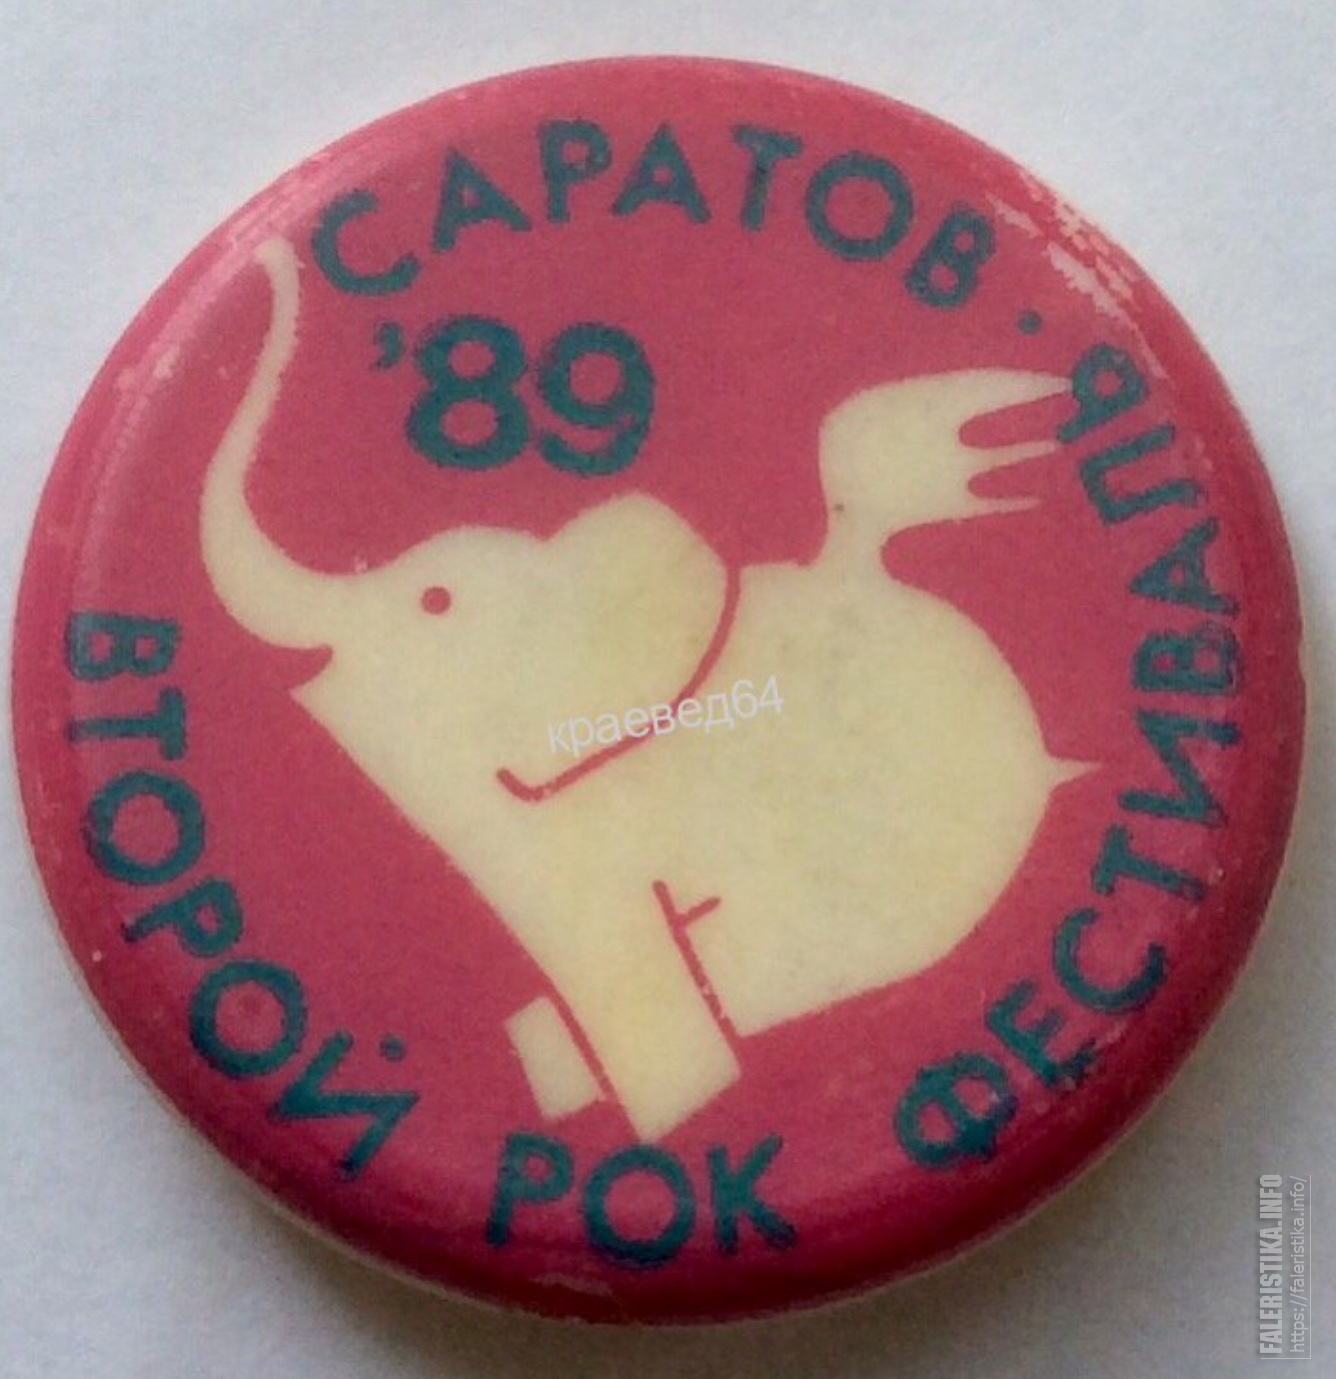 САРАТОВ ·
'89
ВТОРОЙ РОК ФЕСТИВАЛЬ
краевед64
FALERISTIKA.INFO
https://faleristika.info/